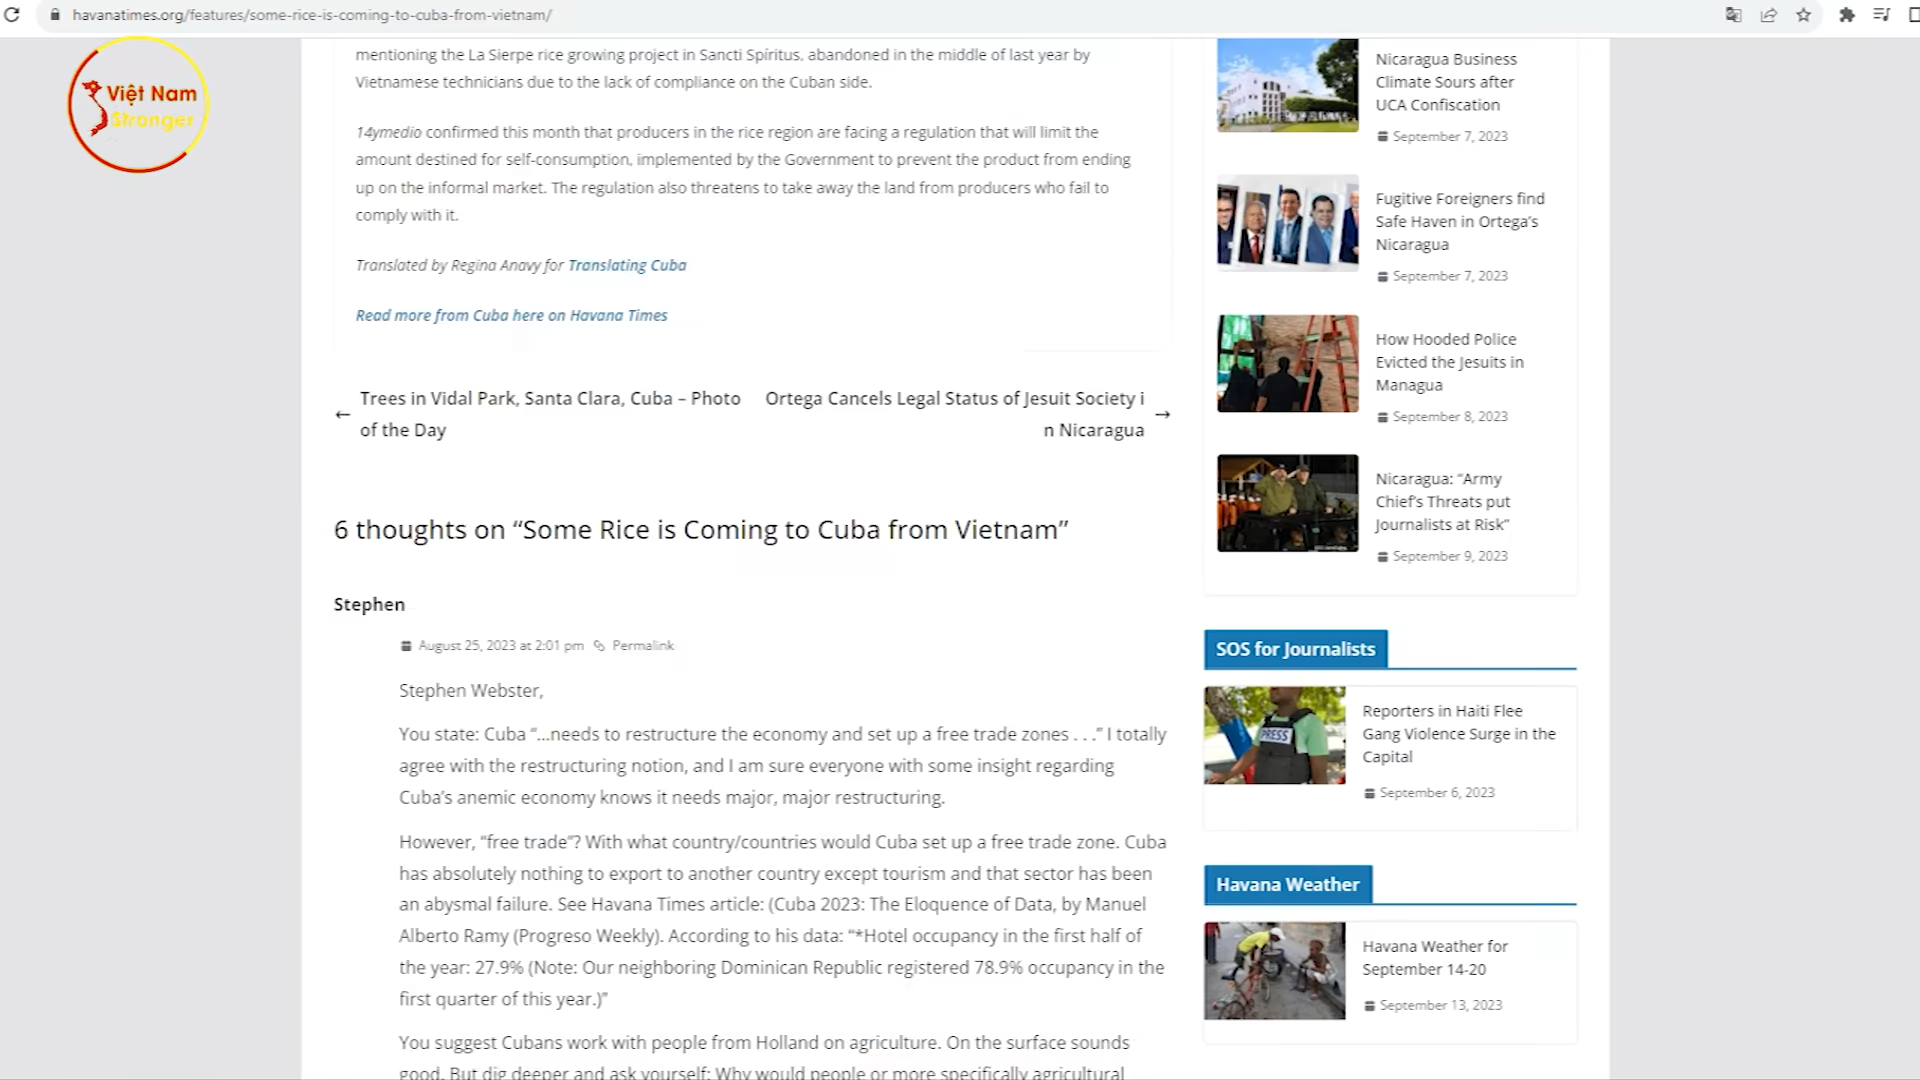 havanatimes.org/features/some-rice-is-coming-to-cuba-from-vietnam/
Việt Nam
Stronger
mentioning the La Sierpe rice growing project in Sancti Spíritus, abandoned in the middle of last year by
Vietnamese technicians due to the lack of compliance on the Cuban side.
14ymedio confirmed this month that producers in the rice region are facing a regulation that will limit the
amount destined for self-consumption, implemented by the Government to prevent the product from ending
up on the informal market. The regulation also threatens to take away the land from producers who fail to
comply with it.
Translated by Regina Anavy for Translating Cuba
Read more from Cuba here on Havana Times
← Trees in Vidal Park, Santa Clara, Cuba – Photo
of the Day
Ortega Cancels Legal Status of Jesuit Society i
n Nicaragua →
6 thoughts on “Some Rice is Coming to Cuba from Vietnam”
Stephen
August 25, 2023 at 2:01 pm Permalink
Stephen Webster,
You state: Cuba “…needs to restructure the economy and set up a free trade zones . . .” I totally
agree with the restructuring notion, and I am sure everyone with some insight regarding
Cuba’s anemic economy knows it needs major, major restructuring.
However, “free trade”? With what country/countries would Cuba set up a free trade zone. Cuba
has absolutely nothing to export to another country except tourism and that sector has been
an abysmal failure. See Havana Times article: (Cuba 2023: The Eloquence of Data, by Manuel
Alberto Ramy (Progreso Weekly). According to his data: “*Hotel occupancy in the first half of
the year: 27.9% (Note: Our neighboring Dominican Republic registered 78.9% occupancy in the
first quarter of this year.)”
You suggest Cubans work with people from Holland on agriculture. On the surface sounds
good. But dig deeper and ask yourself: Why would people or more specifically agricultural
Nicaragua Business
Climate Sours after
UCA Confiscation
September 7, 2023
Fugitive Foreigners find
Safe Haven in Ortega’s
Nicaragua
September 7, 2023
How Hooded Police
Evicted the Jesuits in
Managua
September 8, 2023
Nicaragua: “Army
Chief’s Threats put
Journalists at Risk”
September 9, 2023
SOS for Journalists
PRESS
Reporters in Haiti Flee
Gang Violence Surge in the
Capital
September 6, 2023
Havana Weather
Havana Weather for
September 14-20
September 13, 2023